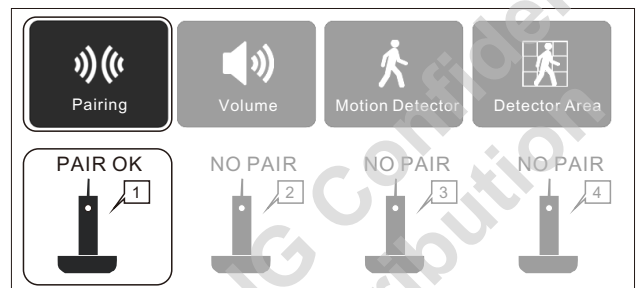 Pairing
Volume
Motion Detector
Detector Area
PAIR OK
NO PAIR
NO PAIR
NO PAIR
1
2
3
4